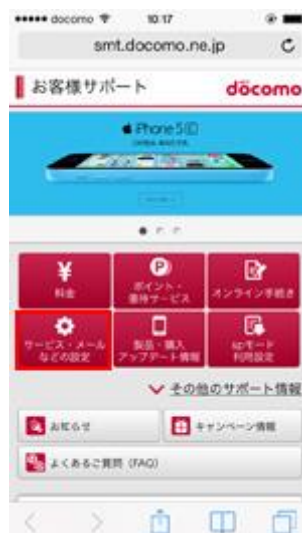 docomo 10:17
smt.docomo.ne.jp
お客様サポート döcomo
iPhone 5c
料金
ポイント・
優待サービス
オンライン手続き
サービス・メール
などの設定
製品・購入
アップデート情報
spモード
利用設定
その他のサポート情報
お知らせ
キャンペーン情報
よくあるご質問 (FAQ)